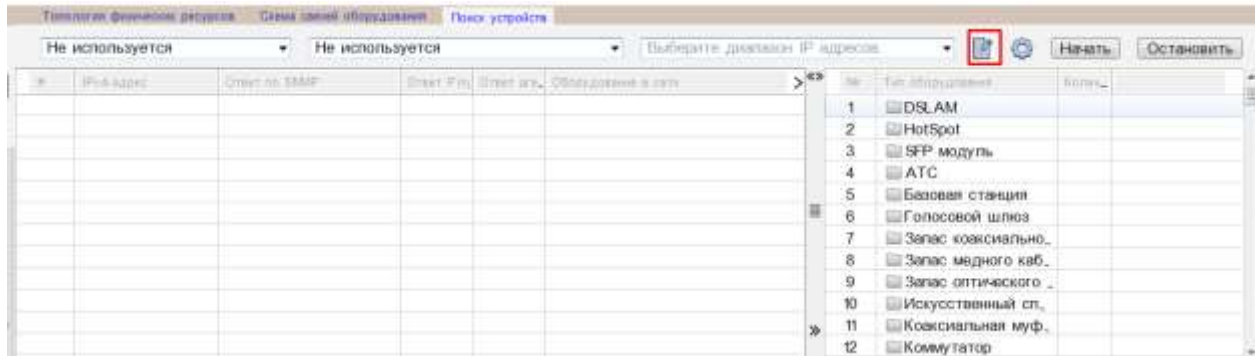 Топология физических ресурсов Схема связей оборудования Поиск устройств
Не используется Не используется Выберите диапазон IP адресов Начать Остановить
# IPv4 адрес Ответ по SNMP Оборудование в сети № Тип оборудования
1 DSLAM
2 HotSpot
3 SFP модуль
4 АТС
5 Базовая станция
6 Голосовой шлюз
7 Запас коаксиально...
8 Запас медного каб...
9 Запас оптического ...
10 Искусственный сп...
11 Коаксиальная муф...
12 Коммутатор